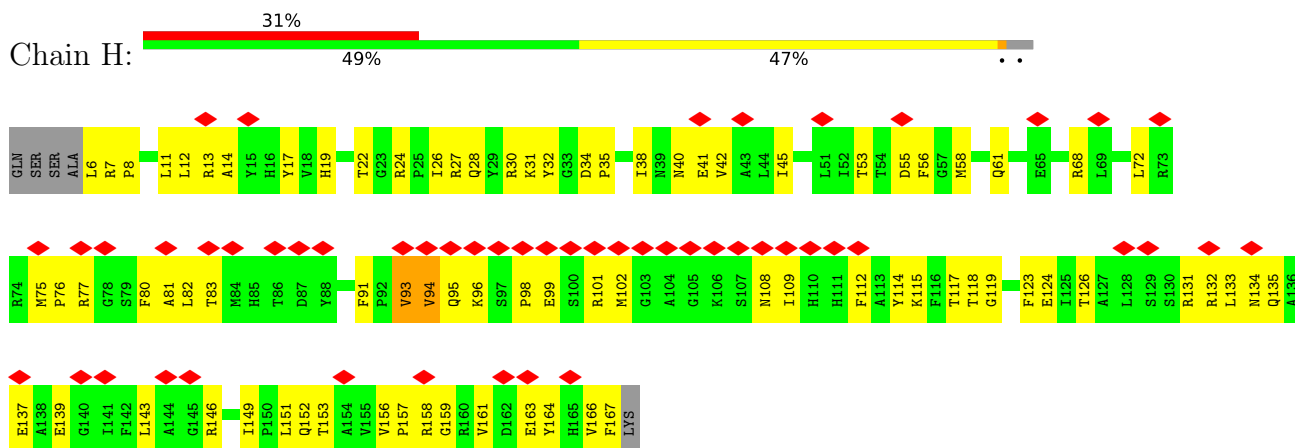 31%
Chain H:
49% 47% • •
GLN SER SER ALA L6 R7 P8 L11 L12 R13 A14 Y15 H16 Y17 V18 H19 T22 G23 R24 P25 I26 R27 Q28 Y29 R30 K31 Y32 G33 D34 P35 I38 N39 N40 E41 V42 A43 L44 I45 L51 I52 T53 T54 D55 F56 G57 M58 Q61 E65 R68 L69 L72 R73
R74 M75 P76 R77 G78 S79 F80 A81 L82 T83 M84 H85 T86 D87 Y88 F91 P92 V93 V94 Q95 K96 S97 P98 E99 S100 R101 M102 G103 A104 G105 K106 S107 N108 I109 H110 H111 F112 A113 Y114 K115 F116 T117 T118 G119 F123 E124 I125 T126 A127 L128 S129 S130 R131 R132 L133 N134 Q135 A136
E137 A138 E139 G140 I141 F142 L143 A144 G145 R146 I149 P150 L151 Q152 T153 A154 V155 V156 P157 R158 G159 R160 V161 D162 E163 Y164 H165 V166 F167 LYS